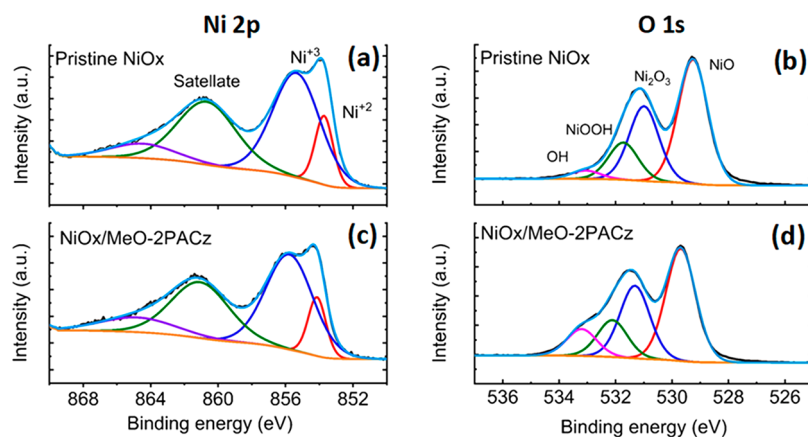 Ni 2p
O 1s
Pristine NiOx
Satellate
Ni⁺³
Ni⁺²
(a)
Intensity (a.u.)
Pristine NiOx
OH
NiOOH
Ni₂O₃
NiO
(b)
Intensity (a.u.)
NiOx/MeO-2PACz
(c)
Intensity (a.u.)
868 864 860 856 852
Binding energy (eV)
NiOx/MeO-2PACz
(d)
Intensity (a.u.)
536 534 532 530 528 526
Binding energy (eV)